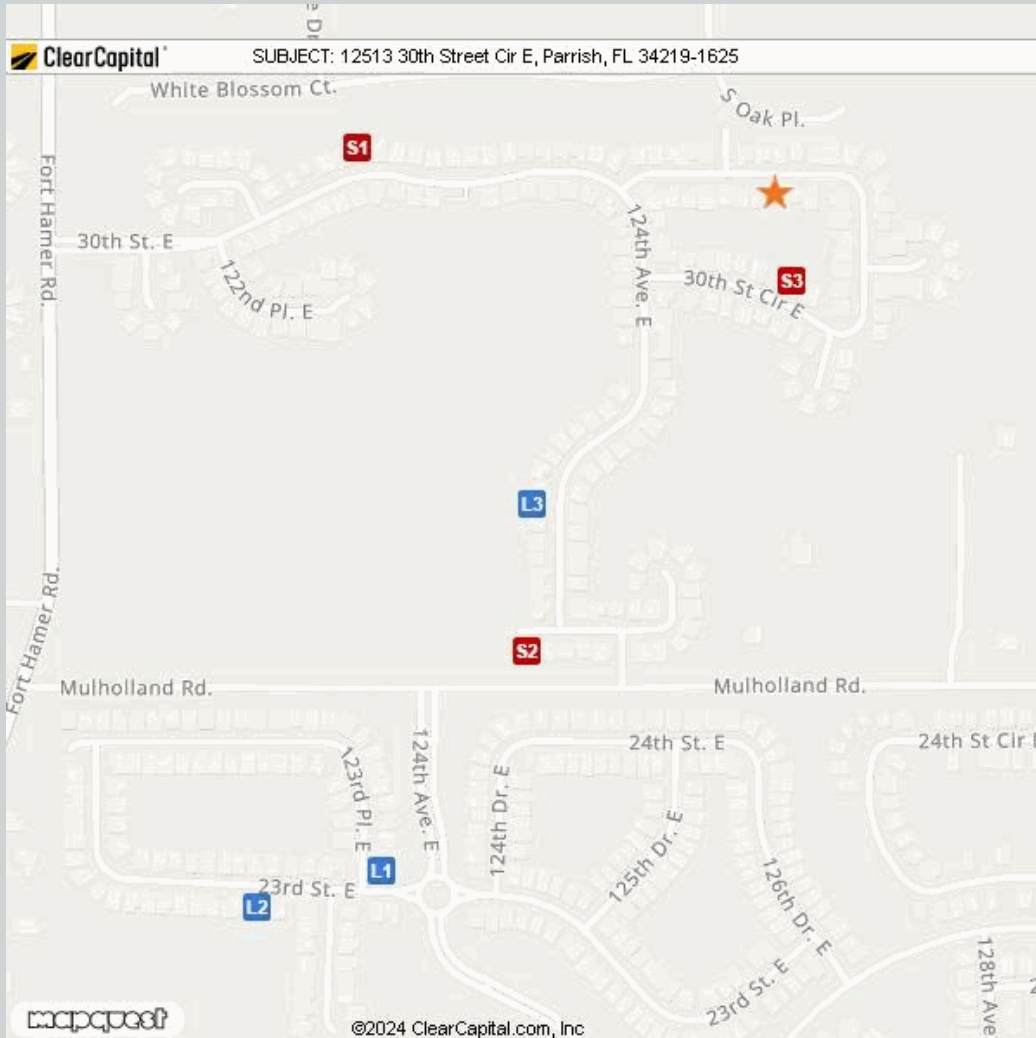 ClearCapital
SUBJECT: 12513 30th Street Cir E, Parrish, FL 34219-1625
White Blossom Ct.
S Oak Pl.
S1
Fort Hamer Rd.
30th St. E
124th Ave. E
122nd Pl. E
30th St Cir E
S3
L3
Fort Hamer Rd.
S2
Mulholland Rd.
Mulholland Rd.
24th St. E
24th St Cir
123rd Pl. E
124th Ave. E
124th Dr. E
125th Dr. E
126th Dr. E
L1
23rd St. E
L2
23rd St. E
128th Ave
mapquest
©2024 ClearCapital.com, Inc